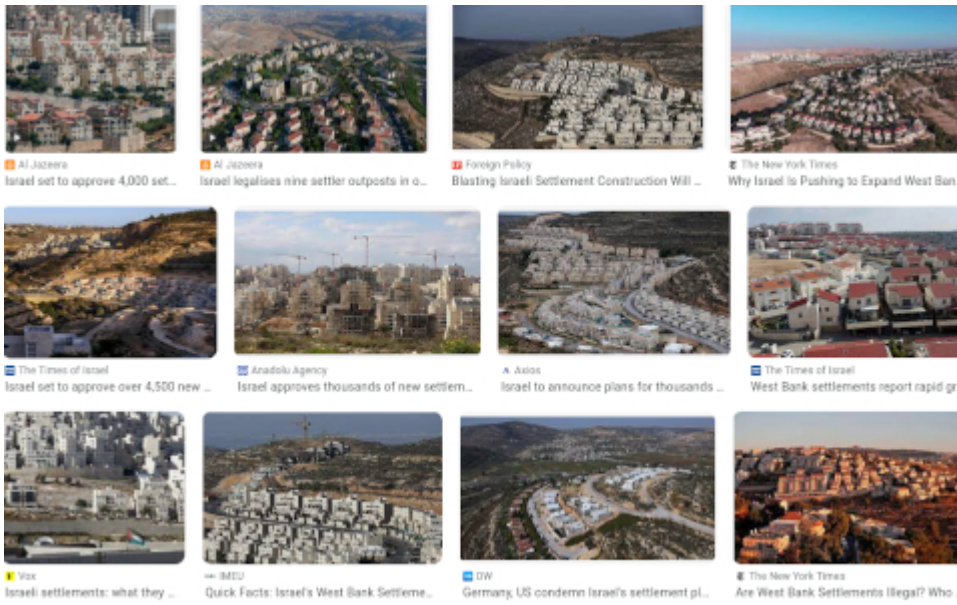 Al Jazeera
Israel set to approve 4,000 set...
Al Jazeera
Israel legalises nine settler outposts in o...
Foreign Policy
Blasting Israeli Settlement Construction Will ...
The New York Times
Why Israel Is Pushing to Expand West Ban
The Times of Israel
Israel set to approve over 4,500 new ...
Anadolu Agency
Israel approves thousands of new settlem...
Axios
Israel to announce plans for thousands ...
The Times of Israel
West Bank settlements report rapid gr
Vox
Israeli settlements: what they ...
IMEU
Quick Facts: Israel's West Bank Settleme...
DW
Germany, US condemn Israel's settlement pl...
The New York Times
Are West Bank Settlements Illegal? Who